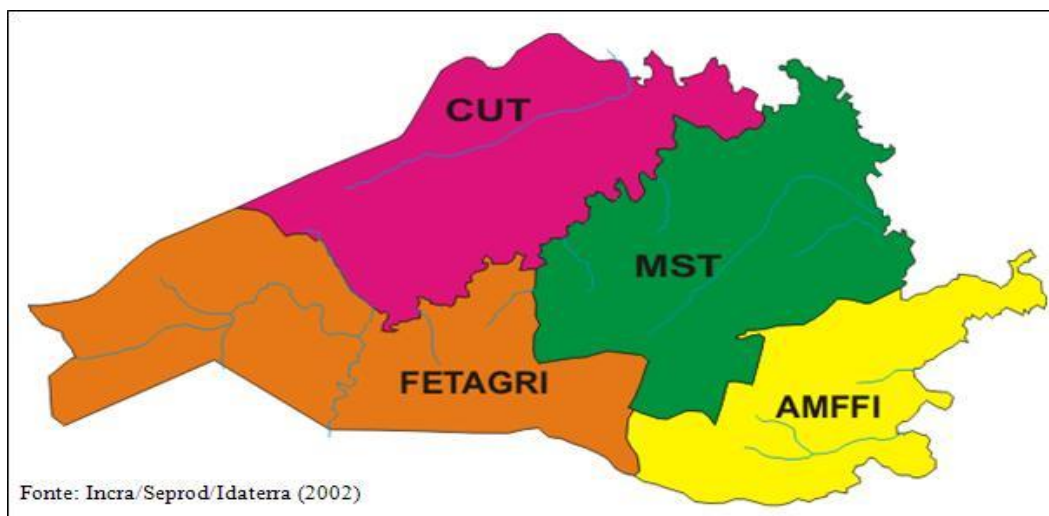 CUT
MST
FETAGRI
AMFFI
Fonte: Incra/Seprod/Idaterra (2002)